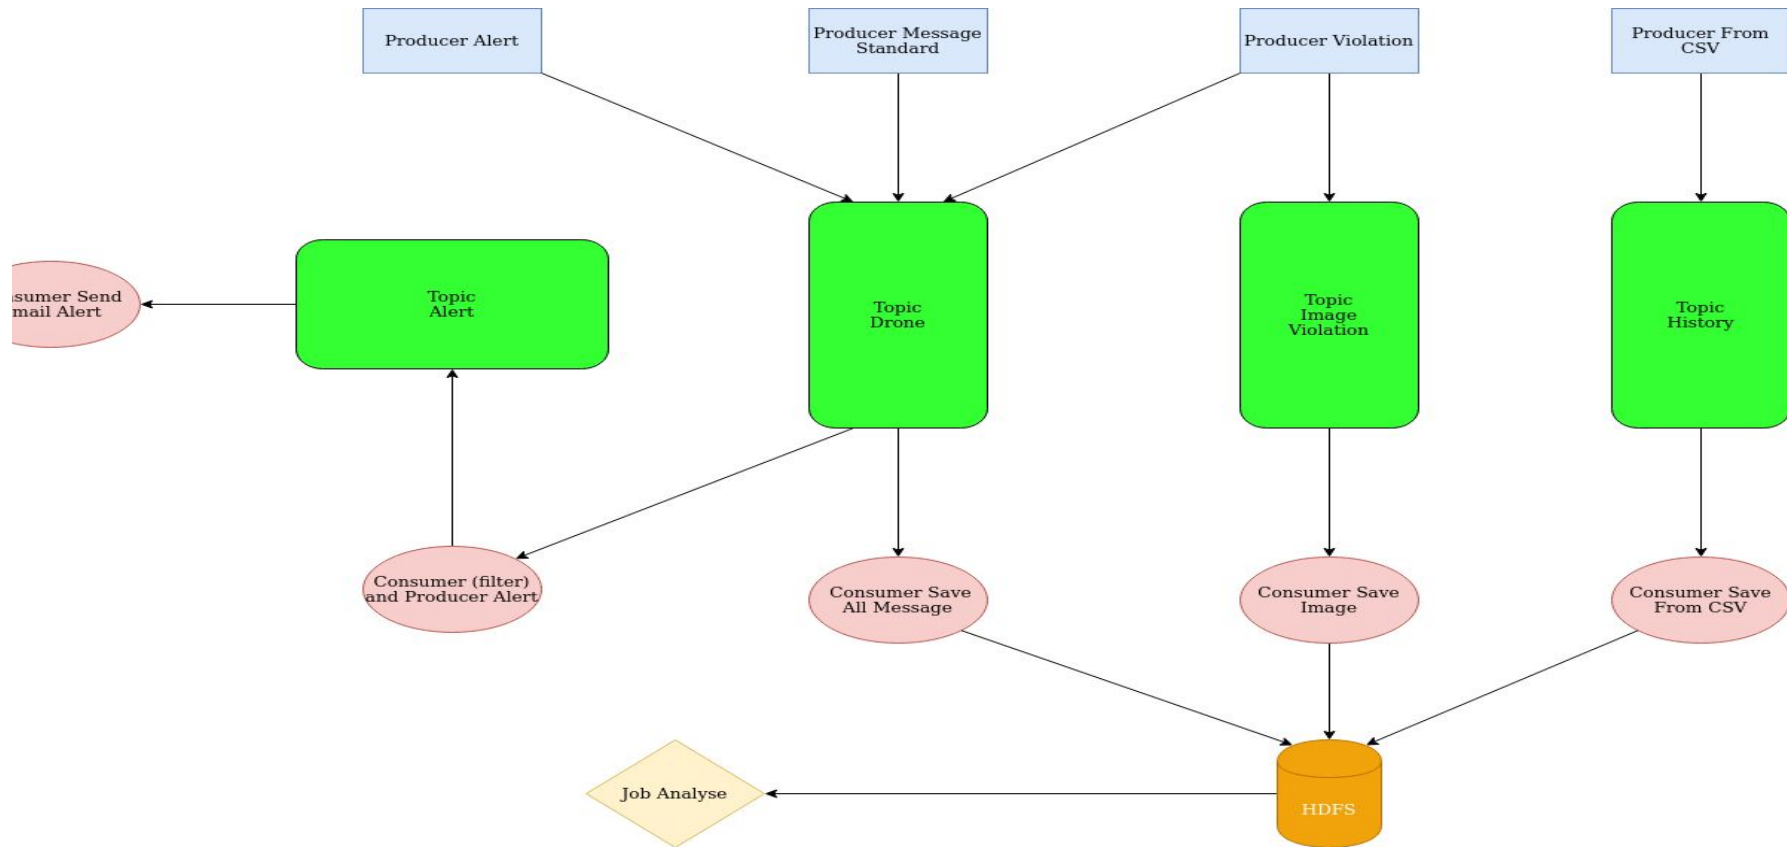 Producer Alert
Producer Message
Standard
Producer Violation
Producer From
CSV
Topic
Alert
Topic
Drone
Topic
Image
Violation
Topic
History
Send
Alert
Consumer (filter)
and Producer Alert
Consumer Save
All Message
Consumer Save
Image
Consumer Save
From CSV
Job Analyse
HDFS